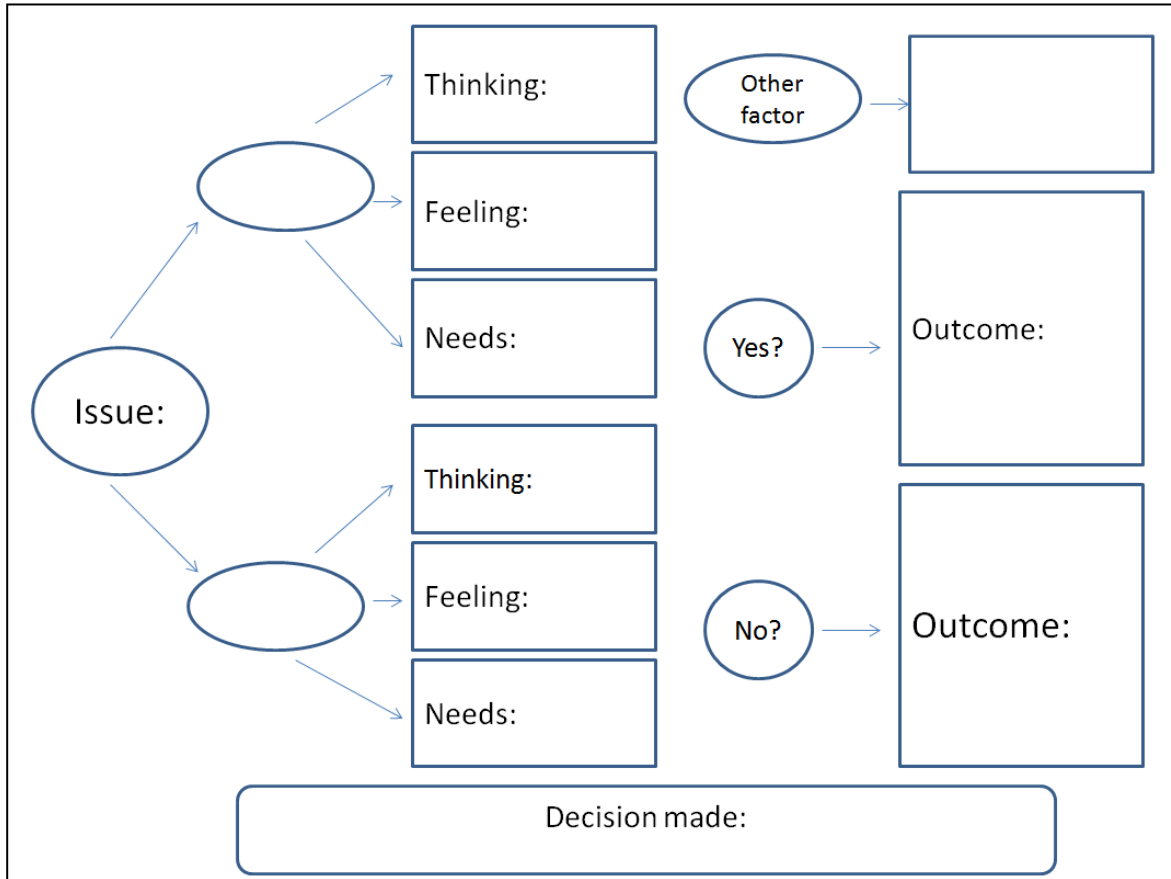 Issue:
Thinking:
Feeling:
Needs:
Thinking:
Feeling:
Needs:
Other
factor
Yes?
Outcome:
No?
Outcome:
Decision made: